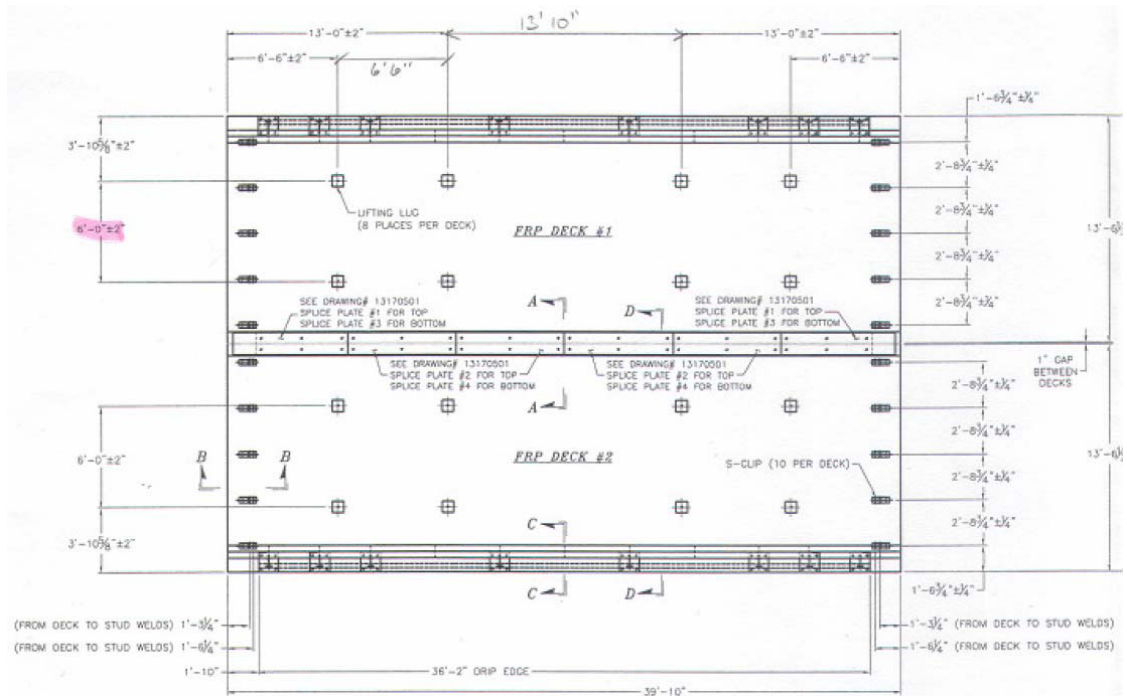 13'10"
13'-0"±2"
13'-0"±2"
6'-6"±2"
6'6"
6'-6"±2"
1'-6¾"±¾"
3'-10⅝"±2"
2'-8¾"±¾"
LIFTING LUG
(8 PLACES PER DECK)
6'-0"±2"
FRP DECK #1
2'-8¾"±¾"
2'-8¾"±¾"
2'-8¾"±¾"
A
D
SEE DRAWING# 13170501
SPLICE PLATE #1 FOR TOP
SPLICE PLATE #3 FOR BOTTOM
SEE DRAWING# 13170501
SPLICE PLATE #1 FOR TOP
SPLICE PLATE #3 FOR BOTTOM
SEE DRAWING# 13170501
SPLICE PLATE #2 FOR TOP
SPLICE PLATE #4 FOR BOTTOM
SEE DRAWING# 13170501
SPLICE PLATE #2 FOR TOP
SPLICE PLATE #4 FOR BOTTOM
1" GAP
BETWEEN
DECKS
A
2'-8¾"±¾"
2'-8¾"±¾"
6'-0"±2"
B
B
FRP DECK #2
S-CLIP (10 PER DECK)
2'-8¾"±¾"
2'-8¾"±¾"
C
3'-10⅝"±2"
C
D
1'-6¾"±¾"
(FROM DECK TO STUD WELDS) 1'-3¼"
1'-3¼" (FROM DECK TO STUD WELDS)
(FROM DECK TO STUD WELDS) 1'-6¼"
1'-6¼" (FROM DECK TO STUD WELDS)
1'-10"
36'-2" DRIP EDGE
39'-10"